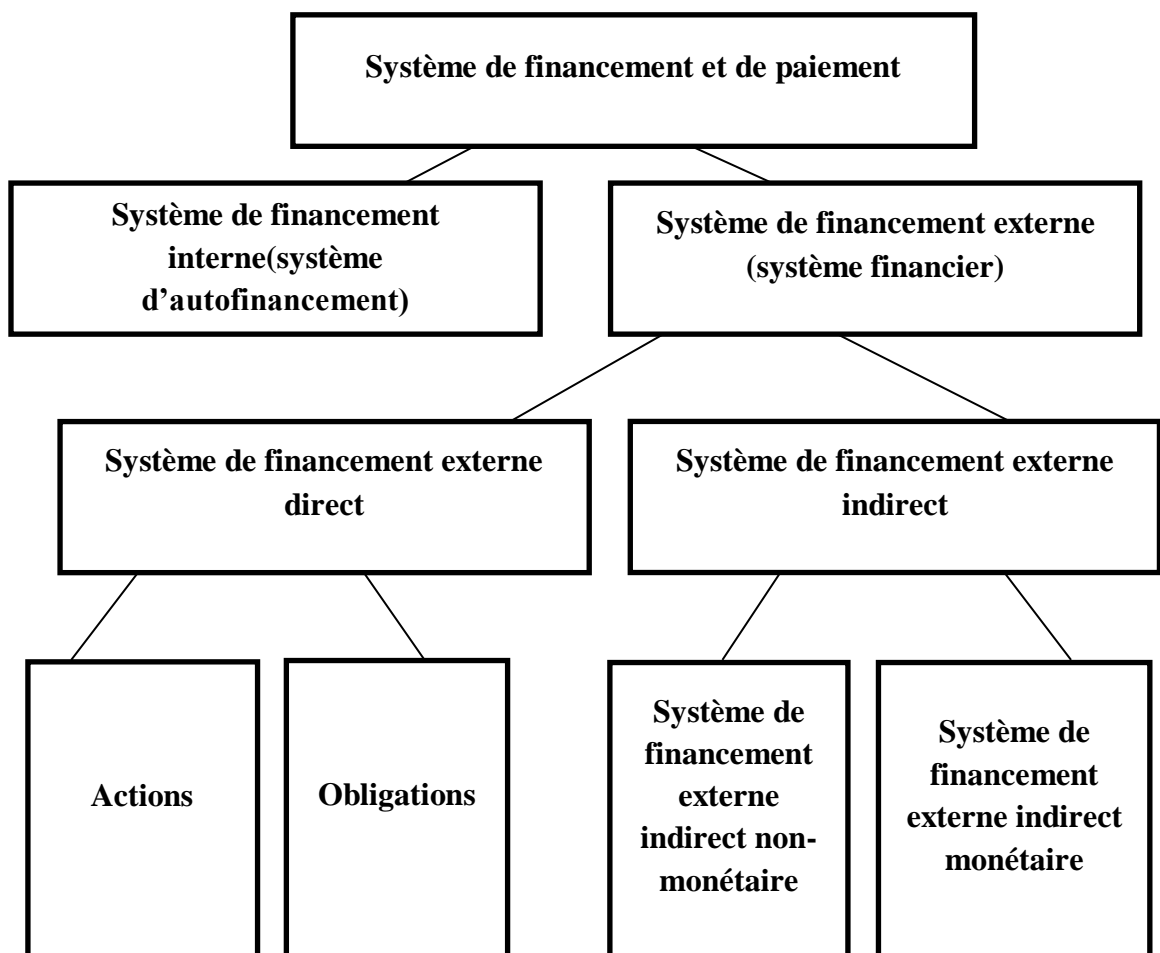 Système de financement et de paiement
Système de financement
interne(système
d’autofinancement)
Système de financement externe
(système financier)
Système de financement externe
direct
Système de financement externe
indirect
Actions
Obligations
Système de
financement
externe
indirect non-
monétaire
Système de
financement
externe indirect
monétaire